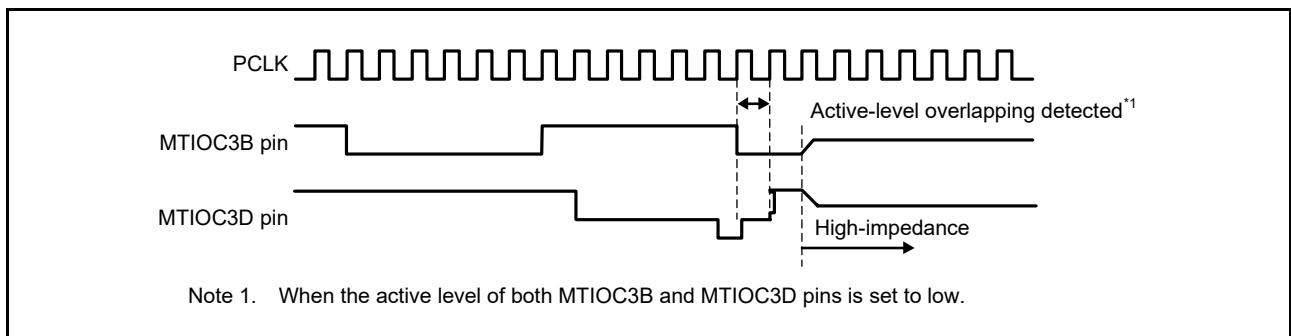 PCLK
Active-level overlapping detected*1
MTIOC3B pin
MTIOC3D pin
High-impedance
Note 1. When the active level of both MTIOC3B and MTIOC3D pins is set to low.